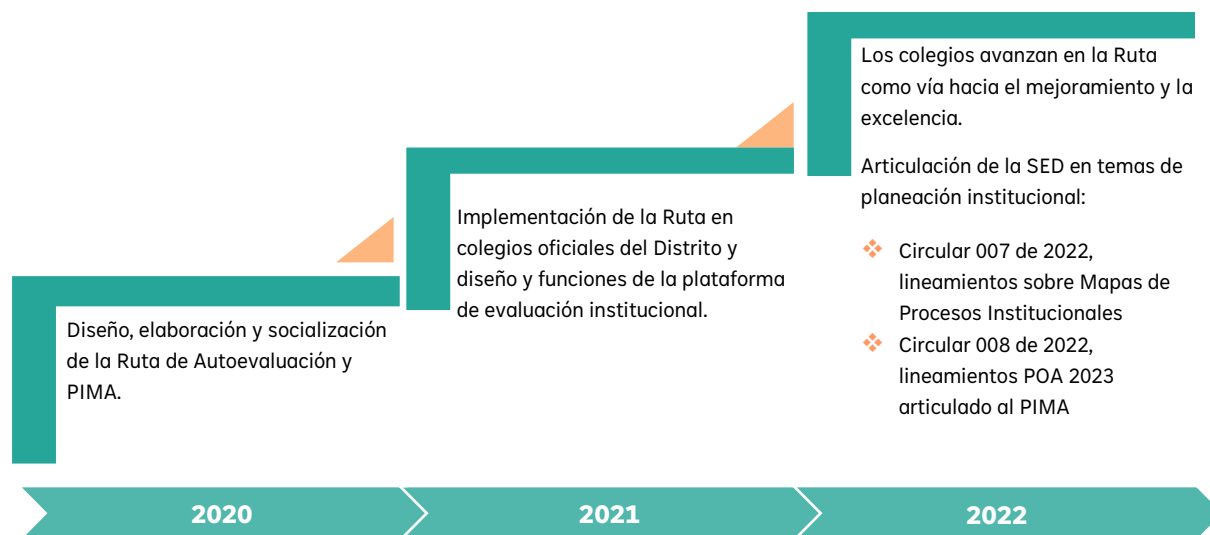 Diseño, elaboración y socialización
de la Ruta de Autoevaluación y
PIMA.
Implementación de la Ruta en
colegios oficiales del Distrito y
diseño y funciones de la plataforma
de evaluación institucional.
Los colegios avanzan en la Ruta
como vía hacia el mejoramiento y la
excelencia.
Articulación de la SED en temas de
planeación institucional:
Circular 007 de 2022,
lineamientos sobre Mapas de
Procesos Institucionales
Circular 008 de 2022,
lineamientos POA 2023
articulado al PIMA
2020
2021
2022